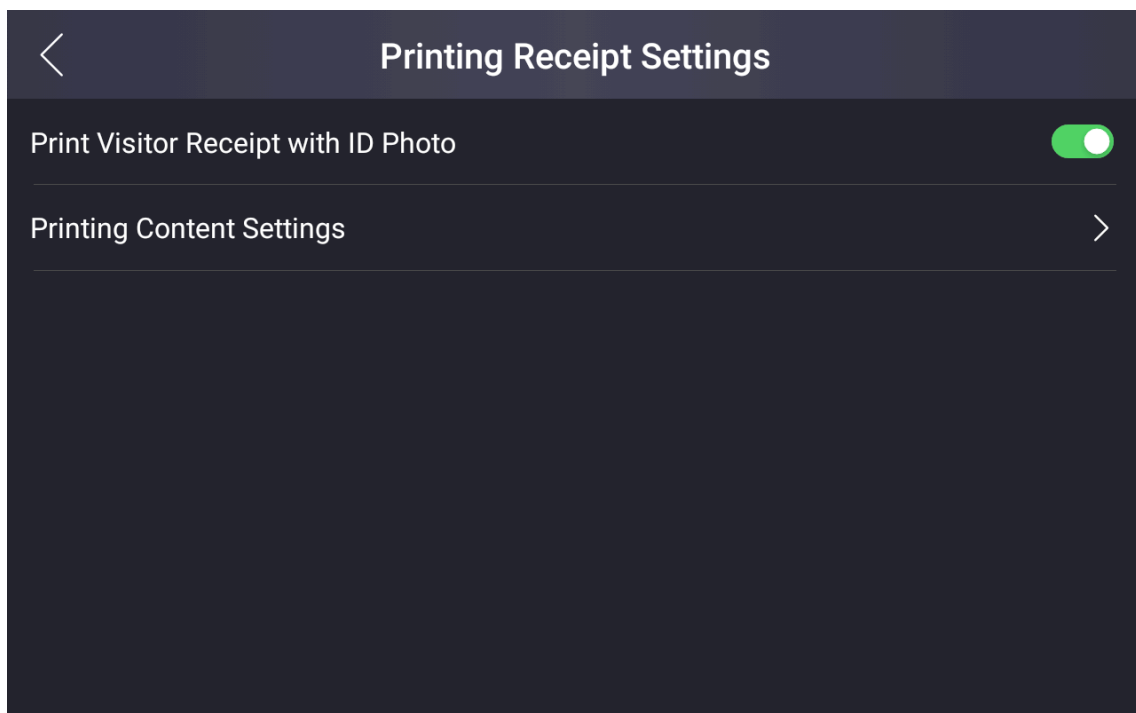 Printing Receipt Settings
Print Visitor Receipt with ID Photo
Printing Content Settings